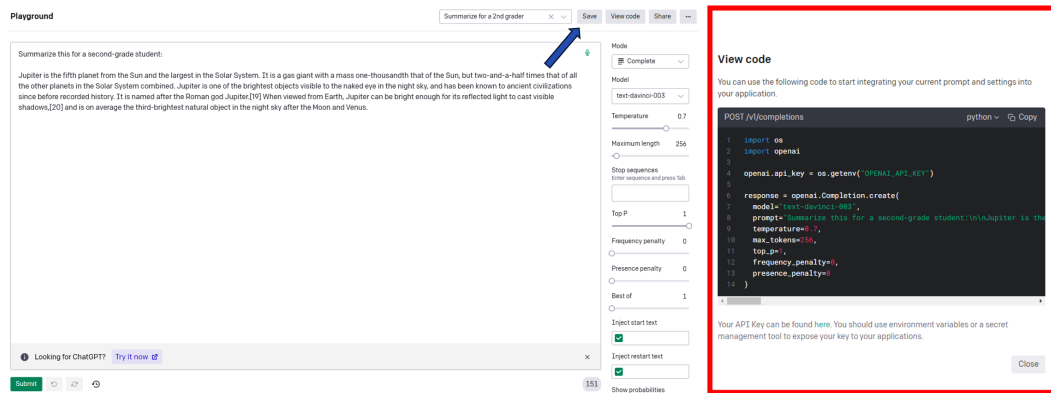 Playground
Summarize for a 2nd grader
Save
View code
Share
Summarize this for a second-grade student:
Jupiter is the fifth planet from the Sun and the largest in the Solar System. It is a gas giant with a mass one-thousandth that of the Sun, but two-and-a-half times that of all
the other planets in the Solar System combined. Jupiter is one of the brightest objects visible to the naked eye in the night sky, and has been known to ancient civilizations
since before recorded history. It is named after the Roman god Jupiter.[19] When viewed from Earth, Jupiter can be bright enough for its reflected light to cast visible
shadows,[20] and is on average the third-brightest natural object in the night sky after the Moon and Venus.
Looking for ChatGPT? Try it now
Submit
151
Mode
Complete
Model
text-davinci-003
Temperature 0.7
Maximum length 256
Stop sequences
Enter sequence and press Tab
Top P 1
Frequency penalty 0
Presence penalty 0
Best of 1
Inject start text
Inject restart text
Show probabilities
View code
You can use the following code to start integrating your current prompt and settings into
your application.
POST /v1/completions python Copy
1 import os
2 import openai
3
4 openai.api_key = os.getenv("OPENAI_API_KEY")
5
6 response = openai.Completion.create(
7 model="text-davinci-003",
8 prompt="Summarize this for a second-grade student:\n\nJupiter is the
9 temperature=0.7,
10 max_tokens=256,
11 top_p=1,
12 frequency_penalty=0,
13 presence_penalty=0
14 )
Your API Key can be found here. You should use environment variables or a secret
management tool to expose your key to your applications.
Close